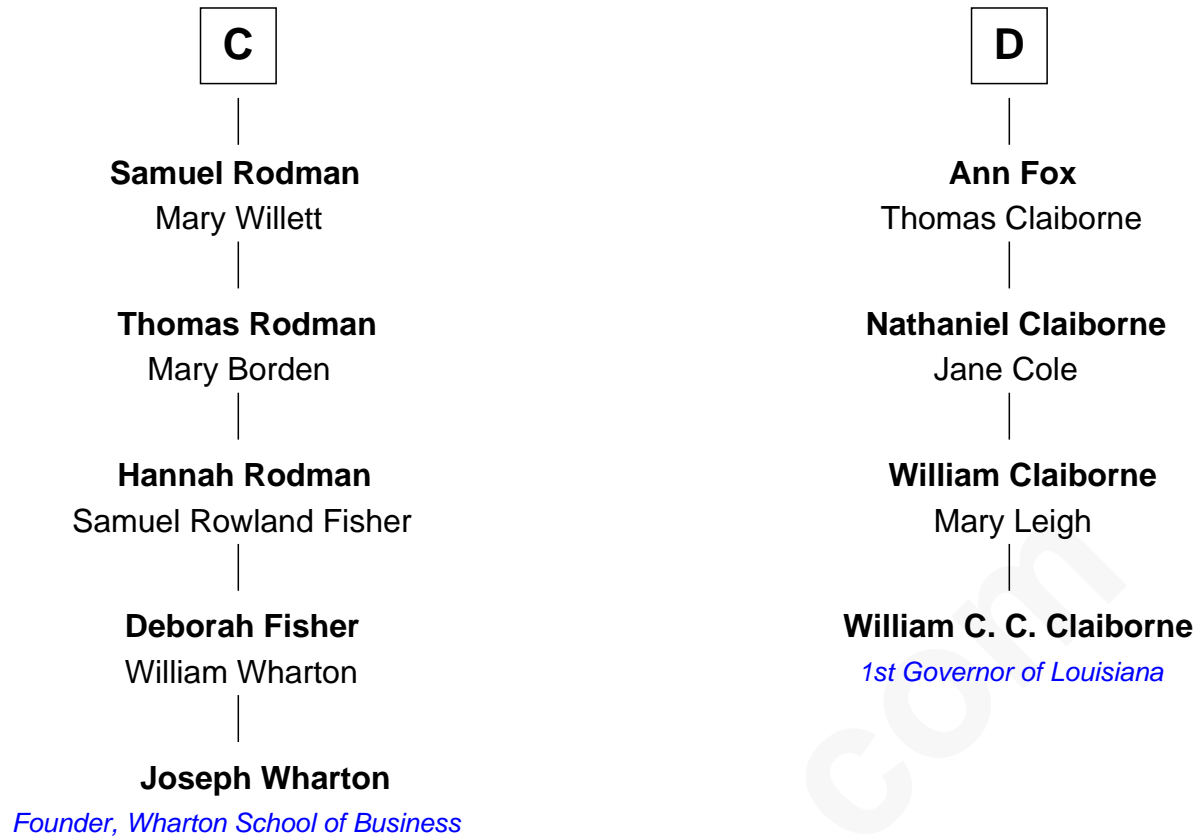 C
Samuel Rodman
Mary Willett
Thomas Rodman
Mary Borden
Hannah Rodman
Samuel Rowland Fisher
Deborah Fisher
William Wharton
Joseph Wharton
Founder, Wharton School of Business
D
Ann Fox
Thomas Claiborne
Nathaniel Claiborne
Jane Cole
William Claiborne
Mary Leigh
William C. C. Claiborne
1st Governor of Louisiana
com